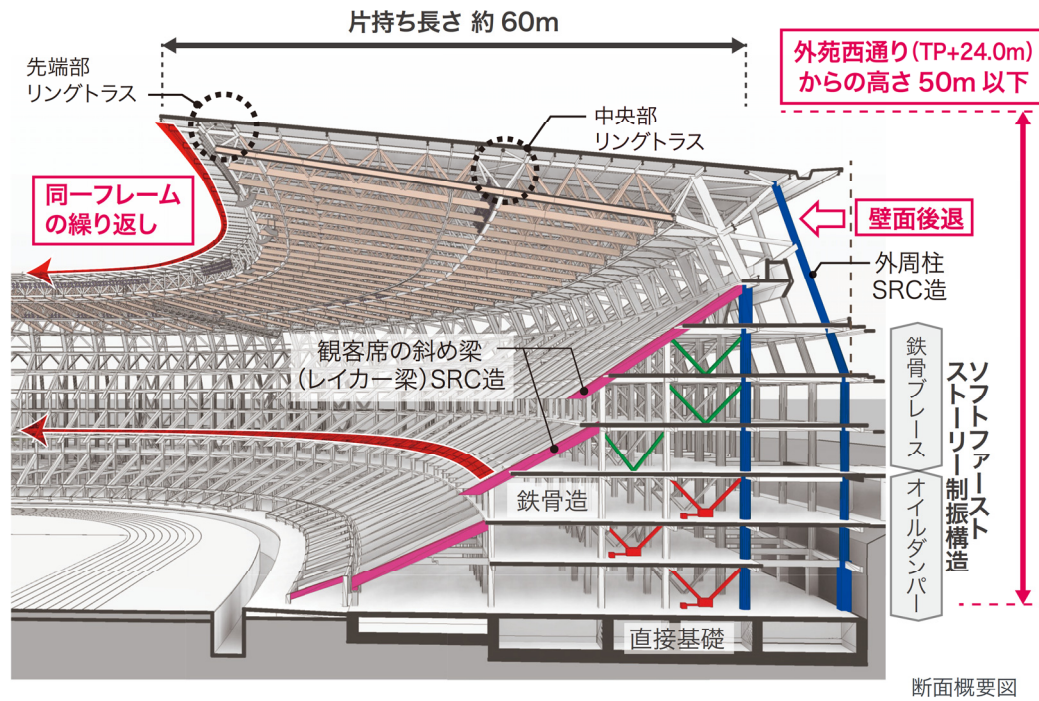 片持ち長さ 約60m
外苑西通り(TP+24.0m)
からの高さ 50m 以下
先端部
リングトラス
中央部
リングトラス
同一フレーム
の繰り返し
壁面後退
外周柱
SRC造
観客席の斜め梁
(レイカー梁)SRC造
鉄骨ブレース
オイルダンパー
ソフトファースト
ストーリー制振構造
鉄骨造
直接基礎
断面概要図